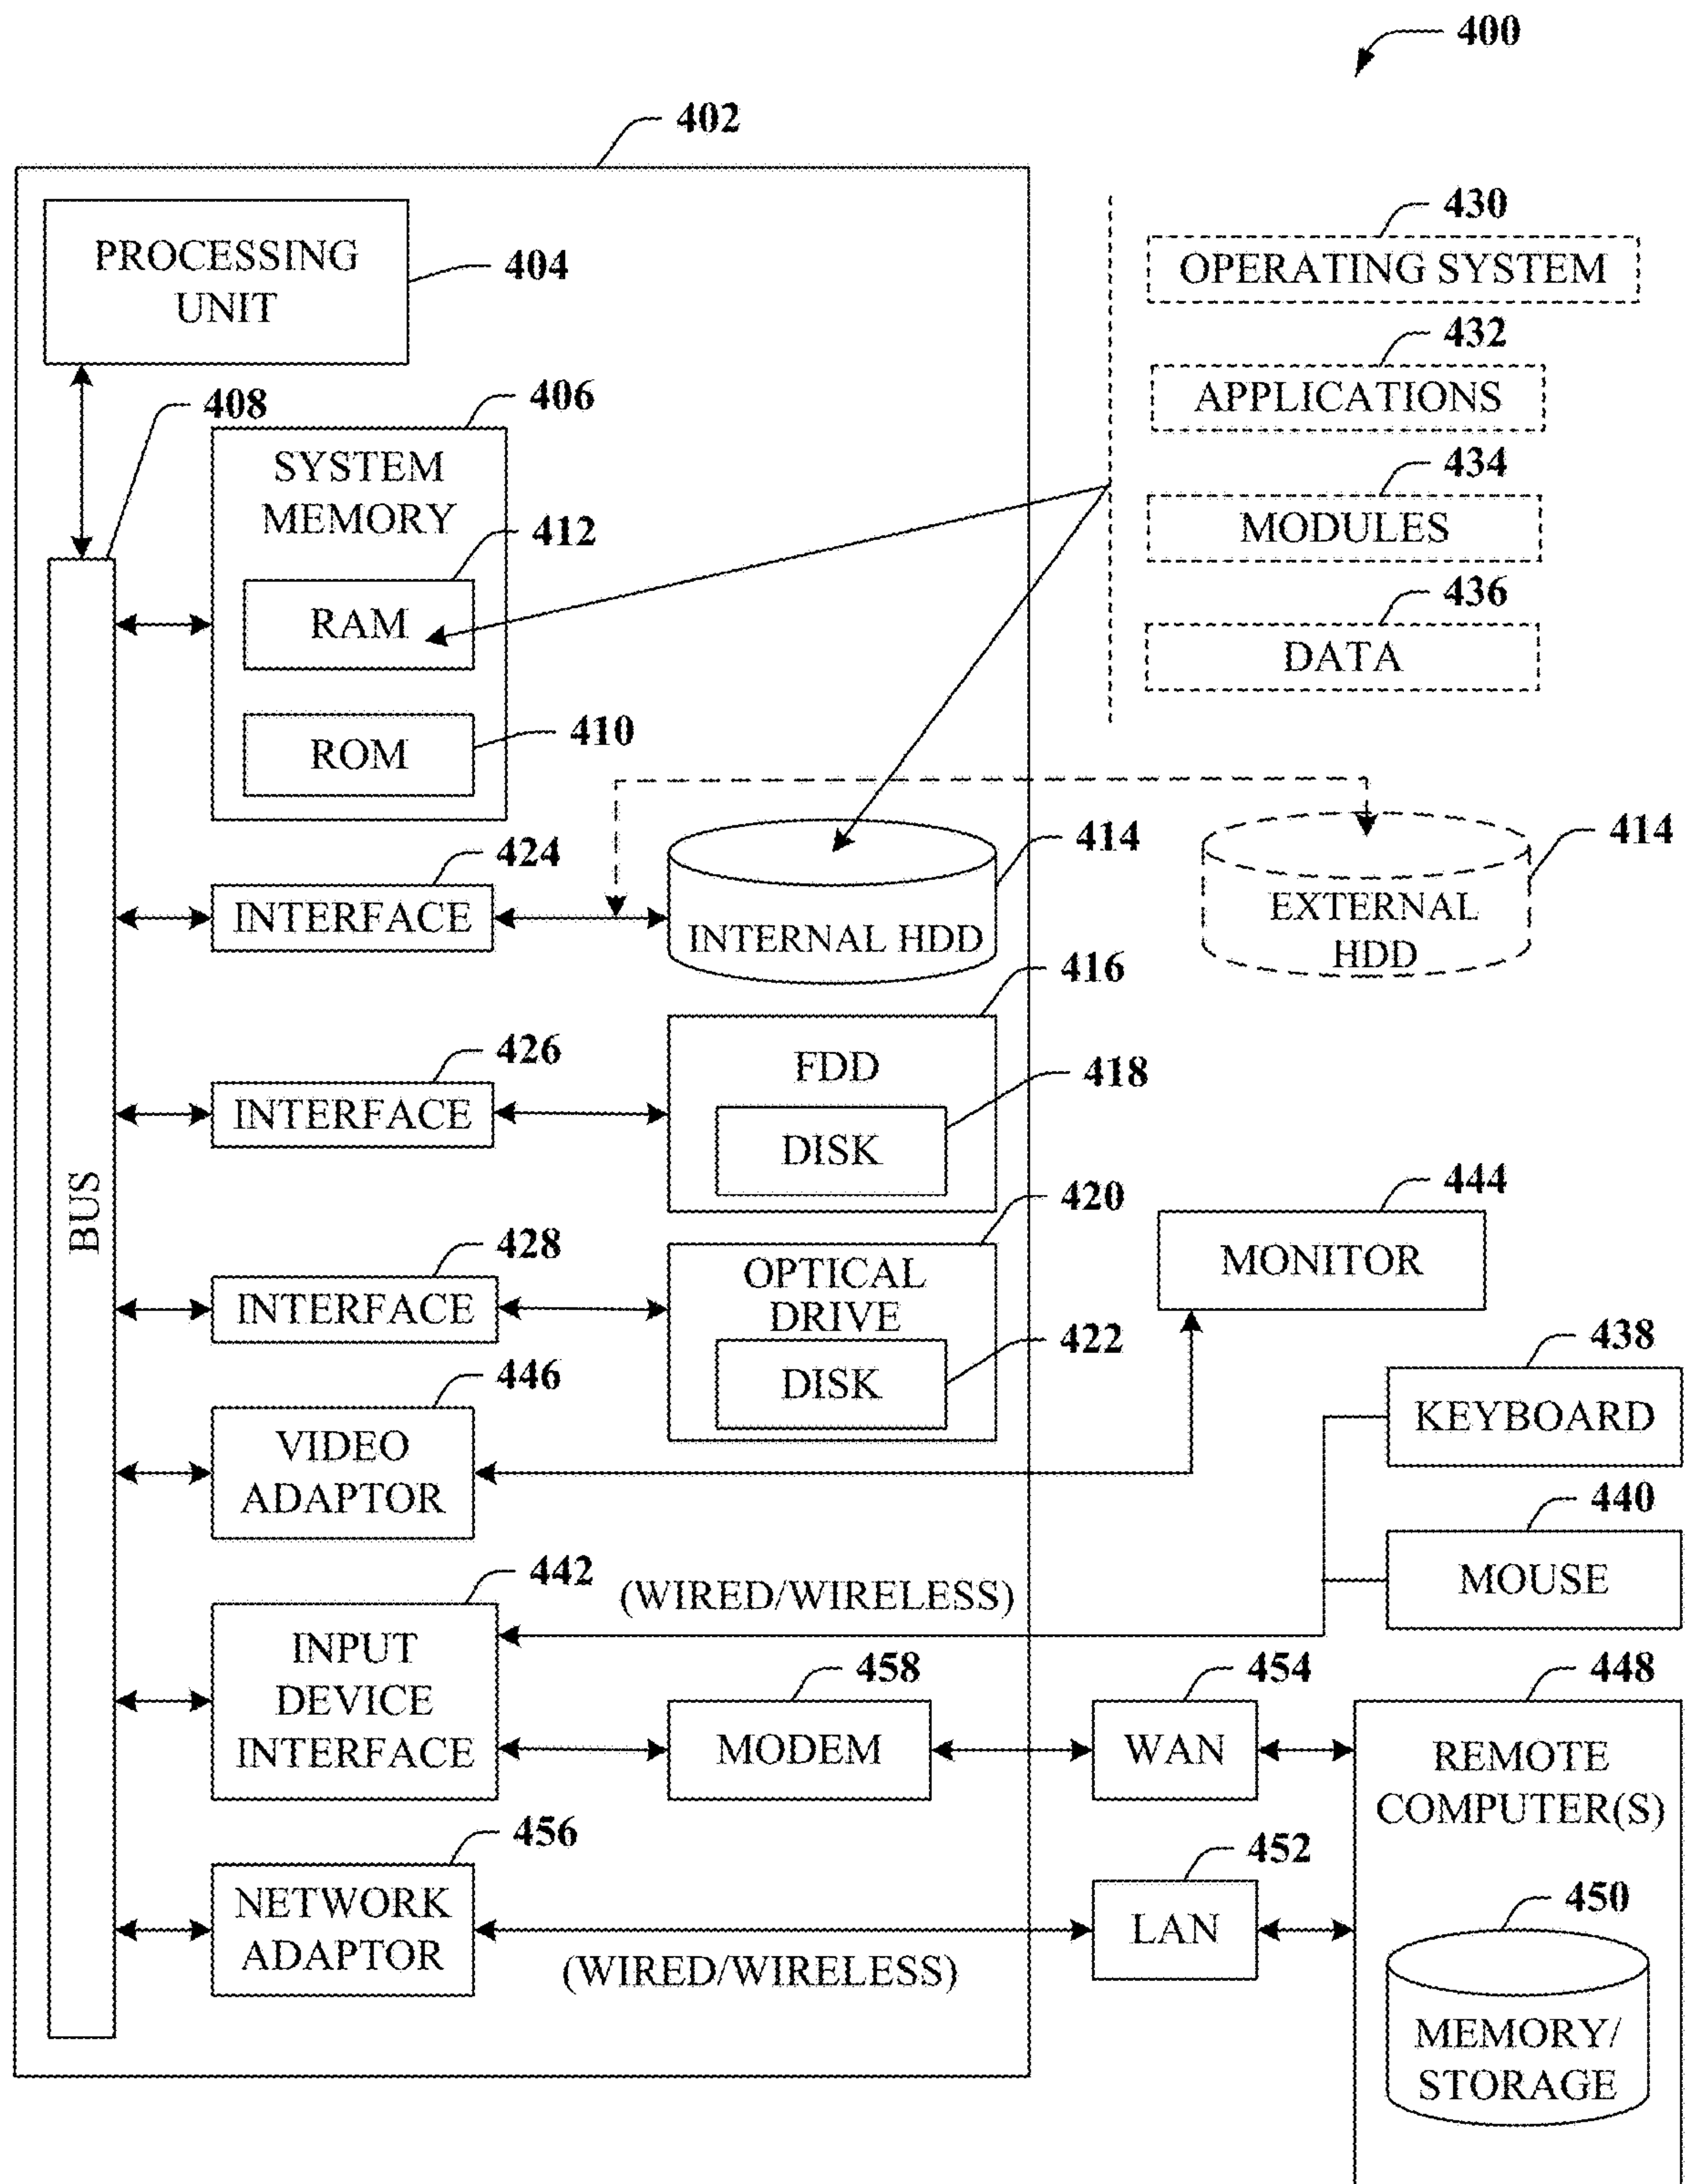 400
402
PROCESSING
UNIT
404
430
OPERATING SYSTEM
432
APPLICATIONS
434
MODULES
436
DATA
408
406
SYSTEM
MEMORY
412
RAM
410
ROM
BUS
424
INTERFACE
414
INTERNAL HDD
414
EXTERNAL
HDD
426
INTERFACE
416
FDD
418
DISK
428
INTERFACE
420
OPTICAL
DRIVE
422
DISK
444
MONITOR
446
VIDEO
ADAPTOR
438
KEYBOARD
440
MOUSE
442
INPUT
DEVICE
INTERFACE
(WIRED/WIRELESS)
458
MODEM
454
WAN
448
REMOTE
COMPUTER(S)
456
NETWORK
ADAPTOR
(WIRED/WIRELESS)
452
LAN
450
MEMORY/
STORAGE